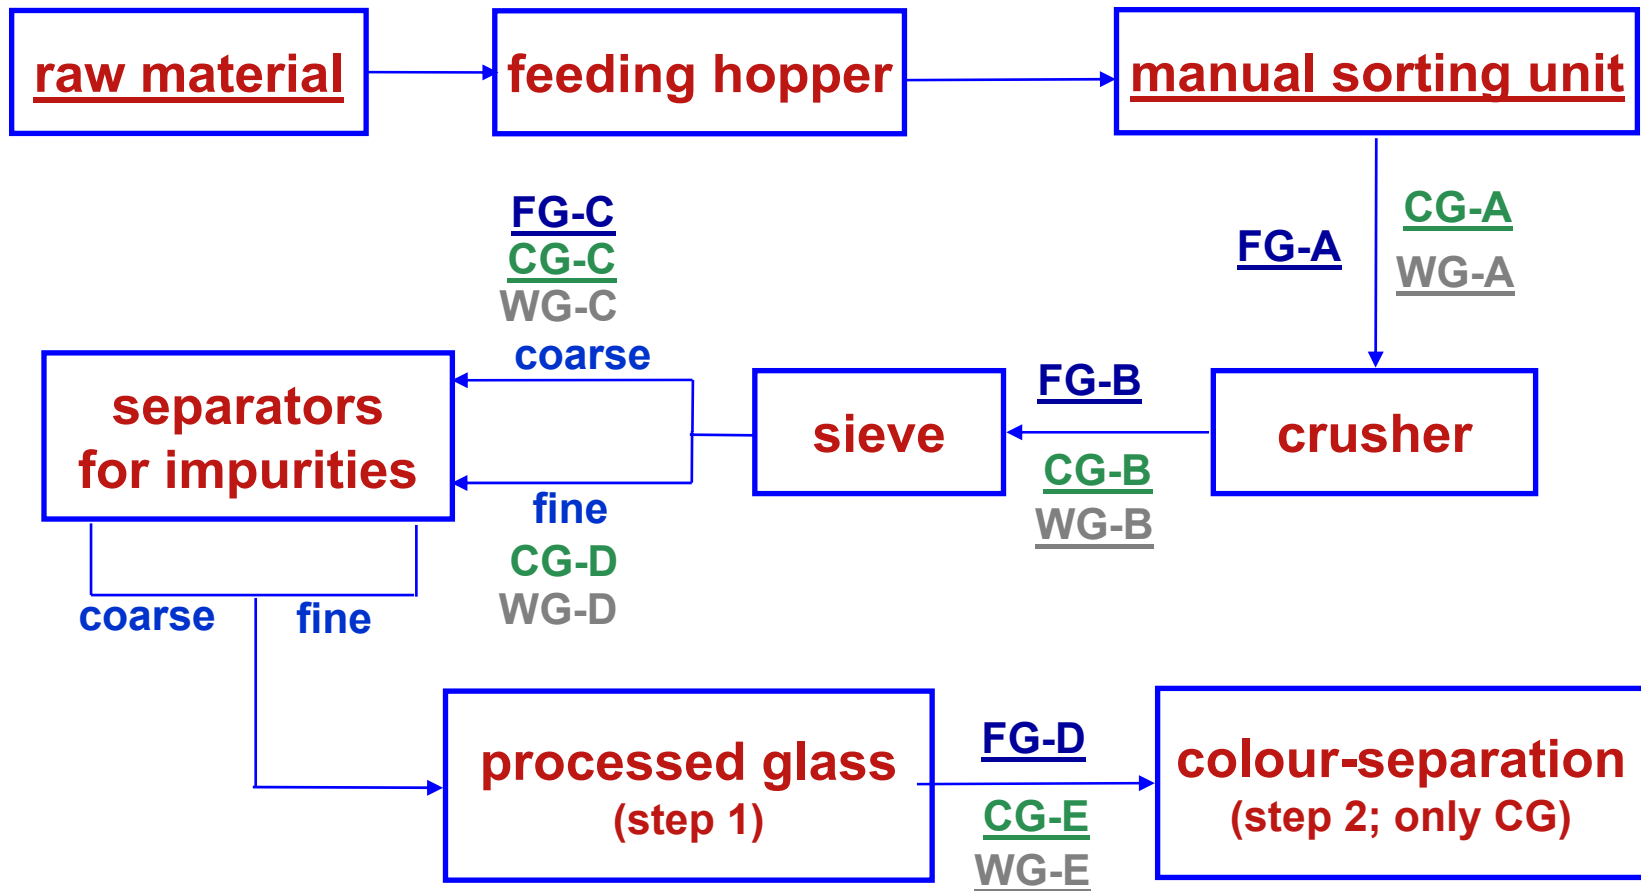 raw material
feeding hopper
manual sorting unit
FG-A
CG-A
WG-A
crusher
FG-B
CG-B
WG-B
sieve
FG-C
CG-C
WG-C
coarse
fine
CG-D
WG-D
separators
for impurities
coarse
fine
processed glass
(step 1)
FG-D
CG-E
WG-E
colour-separation
(step 2; only CG)